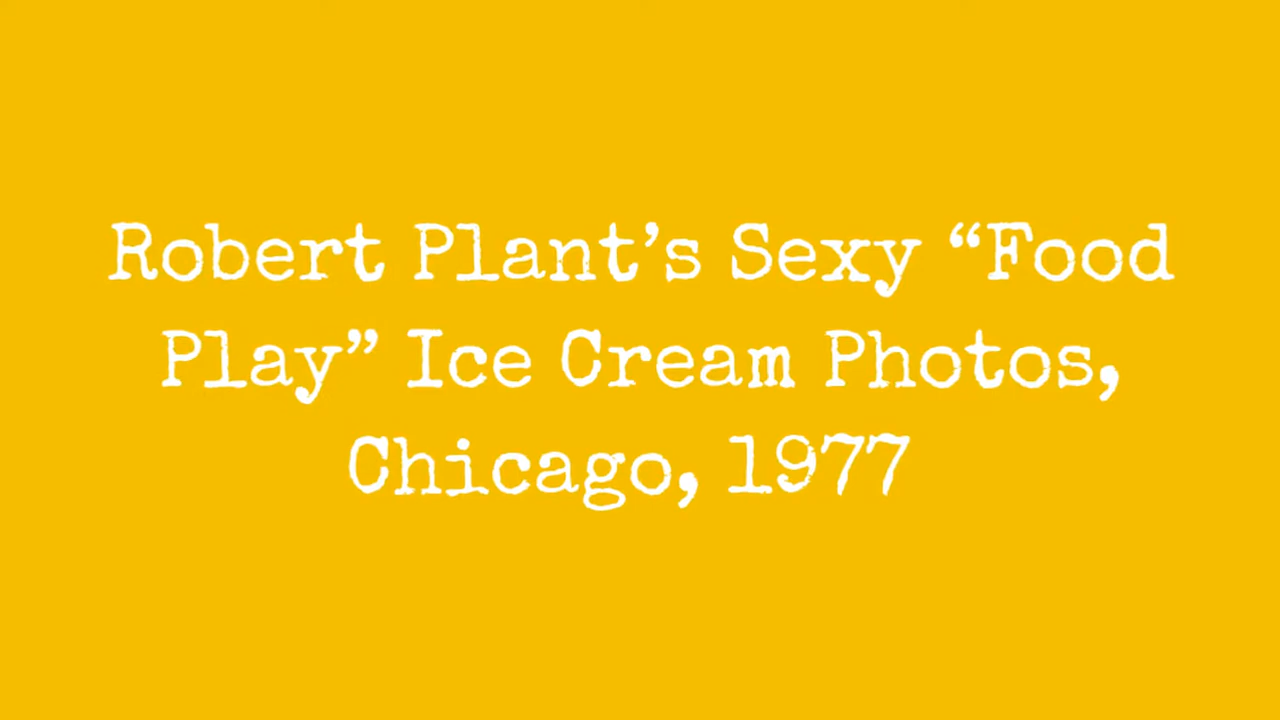 Robert Plant’s Sexy “Food
Play” Ice Cream Photos,
Chicago, 1977